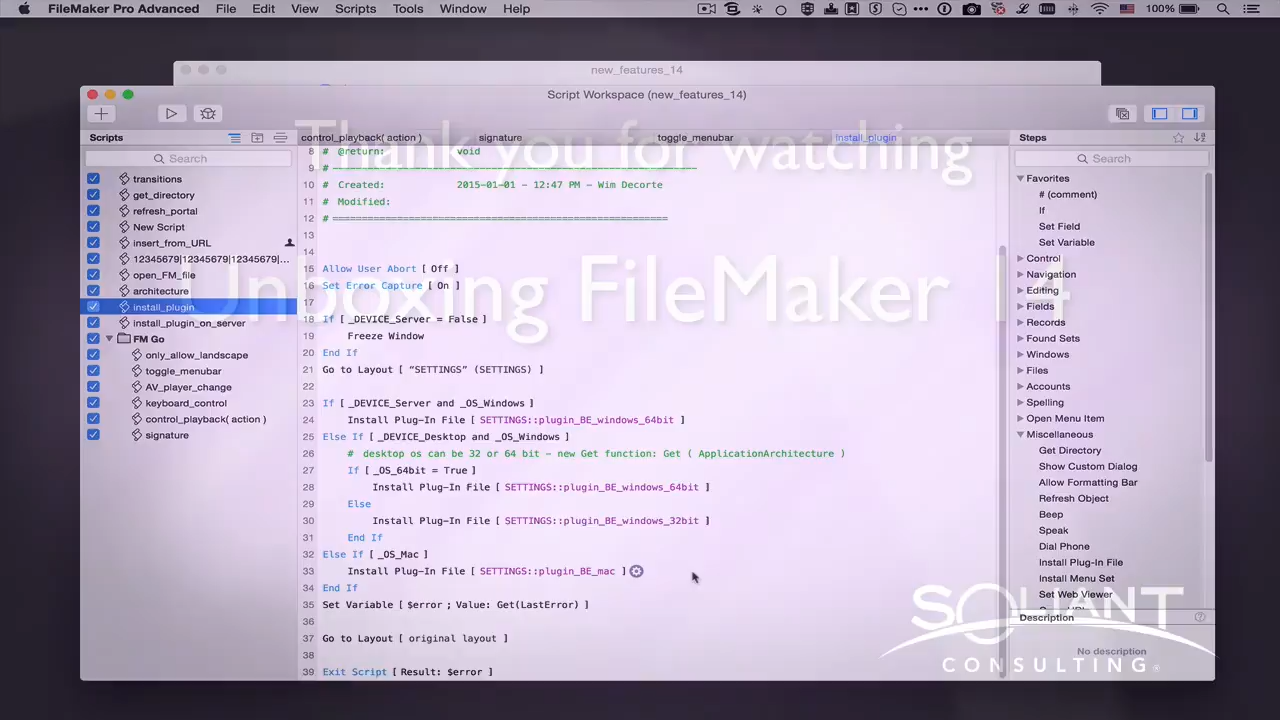 FileMaker Pro Advanced File Edit View Scripts Tools Window Help 100%
new_features_14
Script Workspace (new_features_14)
Scripts
Search
transitions
get_directory
refresh_portal
New Script
insert_from_URL
12345679|12345679|12345679|...
open_FM_file
architecture
install_plugin
install_plugin_on_server
FM Go
only_allow_landscape
toggle_menubar
AV_player_change
keyboard_control
control_playback( action )
signature
control_playback( action ) signature toggle_menubar install_plugin
8 # @return: void
9 # ==================================================================
10 # Created: 2015-01-01 - 12:47 PM - Wim Decorte
11 # Modified:
12 # =======================================================
13
14
15 Allow User Abort [ Off ]
16 Set Error Capture [ On ]
17
18 If [ _DEVICE_Server = False ]
19 Freeze Window
20 End If
21 Go to Layout [ “SETTINGS” (SETTINGS) ]
22
23 If [ _DEVICE_Server and _OS_Windows ]
24 Install Plug-In File [ SETTINGS::plugin_BE_windows_64bit ]
25 Else If [ _DEVICE_Desktop and _OS_Windows ]
26 # desktop os can be 32 or 64 bit - new Get function: Get ( ApplicationArchitecture )
27 If [ _OS_64bit = True ]
28 Install Plug-In File [ SETTINGS::plugin_BE_windows_64bit ]
29 Else
30 Install Plug-In File [ SETTINGS::plugin_BE_windows_32bit ]
31 End If
32 Else If [ _OS_Mac ]
33 Install Plug-In File [ SETTINGS::plugin_BE_mac ]
34 End If
35 Set Variable [ $error ; Value: Get(LastError) ]
36
37 Go to Layout [ original layout ]
38
39 Exit Script [ Result: $error ]
Steps
Search
Favorites
# (comment)
If
Set Field
Set Variable
Control
Navigation
Editing
Fields
Records
Found Sets
Windows
Files
Accounts
Spelling
Open Menu Item
Miscellaneous
Get Directory
Show Custom Dialog
Allow Formatting Bar
Refresh Object
Beep
Speak
Dial Phone
Install Plug-In File
Install Menu Set
Set Web Viewer
Description
No description
Thank you for watching
Unboxing FileMaker 14
SOLIANT
CONSULTING